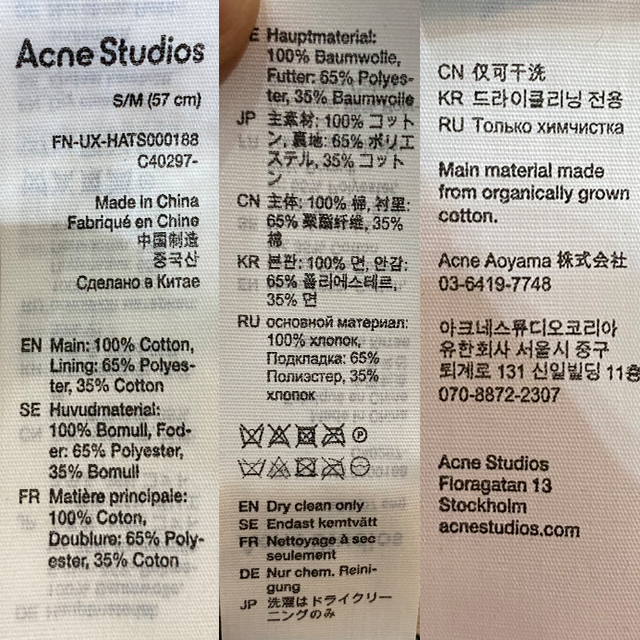 Acne Studios
S/M (57 cm)
FN-UX-HATS000188
C40297-
Made in China
Fabriqué en Chine
中国制造
중국산
Сделано в Китае
EN Main: 100% Cotton,
Lining: 65% Polyes-
ter, 35% Cotton
SE Huvudmaterial:
100% Bomull, Fod-
er: 65% Polyester,
35% Bomull
FR Matière principale:
100% Coton,
Doublure: 65% Poly-
ester, 35% Coton
E Hauptmaterial:
100% Baumwolle,
Futter: 65% Polyes-
ter, 35% Baumwolle
JP 主素材: 100% コット
ン, 裏地: 65% ポリエ
ステル, 35% コット
ン
CN 主体: 100% 棉, 衬里:
65% 聚酯纤维, 35%
棉
KR 본판: 100% 면, 안감:
65% 폴리에스테르,
35% 면
RU основной материал:
100% хлопок,
Подкладка: 65%
Полиэстер, 35%
хлопок
P
EN Dry clean only
SE Endast kemtvätt
FR Nettoyage à sec
seulement
DE Nur chem. Reini-
gung
JP 洗濯はドライクリー
ニングのみ
CN 仅可干洗
KR 드라이클리닝 전용
RU Только химчистка
Main material made
from organically grown
cotton.
Acne Aoyama 株式会社
03-6419-7748
아크네스튜디오코리아
유한회사 서울시 중구
퇴계로 131 신일빌딩 11층
070-8872-2307
Acne Studios
Floragatan 13
Stockholm
acnestudios.com